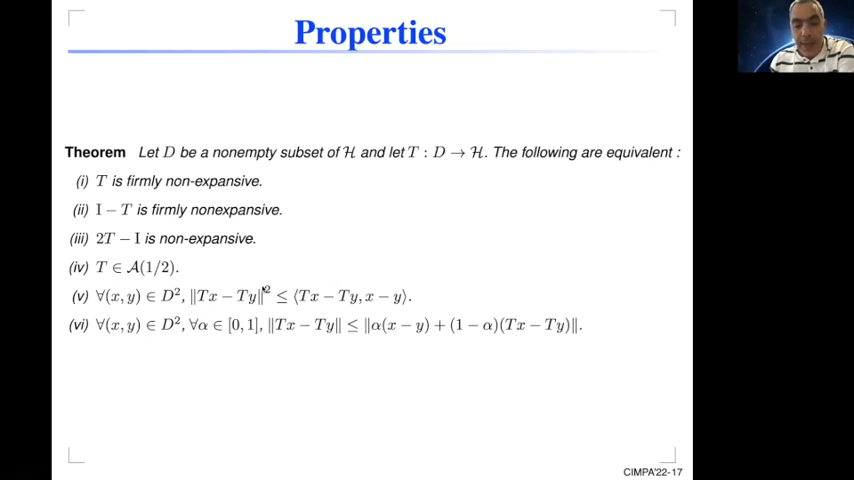 Properties
Theorem Let D be a nonempty subset of ℋ and let T : D → ℋ. The following are equivalent :
(i) T is firmly non-expansive.
(ii) I − T is firmly nonexpansive.
(iii) 2T − I is non-expansive.
(iv) T ∈ 𝒜(1/2).
(v) ∀(x, y) ∈ D², ‖Tx − Ty‖² ≤ ⟨Tx − Ty, x − y⟩.
(vi) ∀(x, y) ∈ D², ∀α ∈ [0, 1], ‖Tx − Ty‖ ≤ ‖α(x − y) + (1 − α)(Tx − Ty)‖.
CIMPA'22-17